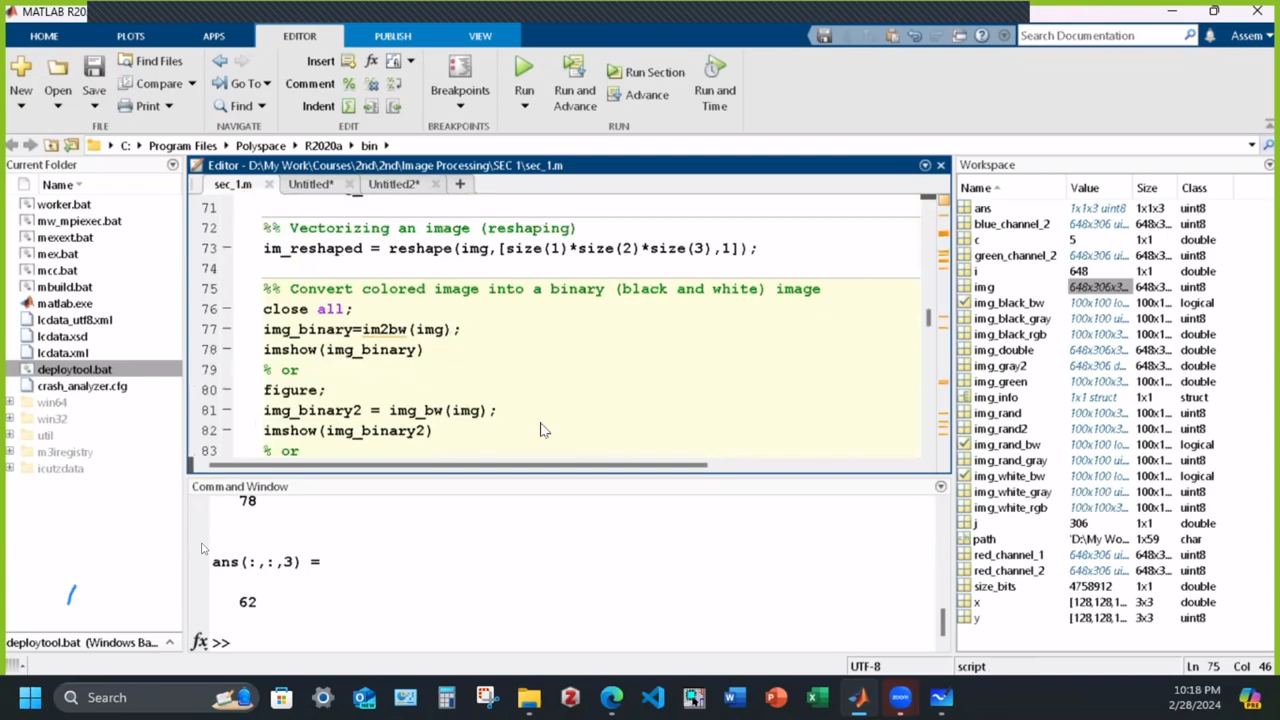 MATLAB R20
HOME PLOTS APPS EDITOR PUBLISH VIEW Search Documentation Assem
New Open Save Find Files Compare Print Go To Find Insert fx Comment Indent Breakpoints Run Run and Advance Run Section Advance Run and Time
FILE NAVIGATE EDIT BREAKPOINTS RUN
C: Program Files Polyspace R2020a bin
Current Folder
Name
worker.bat
mw_mpiexec.bat
mexext.bat
mex.bat
mcc.bat
mbuild.bat
matlab.exe
lcdata_utf8.xml
lcdata.xsd
lcdata.xml
deploytool.bat
crash_analyzer.cfg
win64
win32
util
m3iregistry
icutzdata
deploytool.bat (Windows Ba...
Editor - D:\My Work\Courses\2nd\2nd\Image Processing\SEC 1\sec_1.m
sec_1.m Untitled* Untitled2* +
71
72 %% Vectorizing an image (reshaping)
73 im_reshaped = reshape(img,[size(1)*size(2)*size(3),1]);
74
75 %% Convert colored image into a binary (black and white) image
76 close all;
77 img_binary=im2bw(img);
78 imshow(img_binary)
79 % or
80 figure;
81 img_binary2 = img_bw(img);
82 imshow(img_binary2)
83 % or
Command Window
78
ans(:,:,3) =
62
fx >>
Workspace
Name Value Size Class
ans 1x1x3 uint8 1x1x3 uint8
blue_channel_2 648x306 ui... 648x3... uint8
c 5 1x1 double
green_channel_2 648x306 ui... 648x3... uint8
i 648 1x1 double
img 648x306x3... 648x3... uint8
img_black_bw 100x100 lo... 100x1... logical
img_black_gray 100x100 ui... 100x1... uint8
img_black_rgb 100x100x3... 100x1... uint8
img_double 648x306x3... 648x3... double
img_gray2 648x306 d... 648x3... double
img_green 648x306x3... 648x3... uint8
img_info 1x1 struct 1x1 struct
img_rand 100x100x3... 100x1... uint8
img_rand2 100x100x3... 100x1... uint8
img_rand_bw 100x100 lo... 100x1... logical
img_rand_gray 100x100 ui... 100x1... uint8
img_white_bw 100x100 lo... 100x1... logical
img_white_gray 100x100 ui... 100x1... uint8
img_white_rgb 100x100x3... 100x1... uint8
j 306 1x1 double
path 'D:\My Wo... 1x59 char
red_channel_1 648x306 ui... 648x3... uint8
red_channel_2 648x306 ui... 648x3... uint8
size_bits 4758912 1x1 double
x [128,128,1... 3x3 double
y [128,128,1... 3x3 double
UTF-8 script Ln 75 Col 46
Search 10:18 PM
2/28/2024